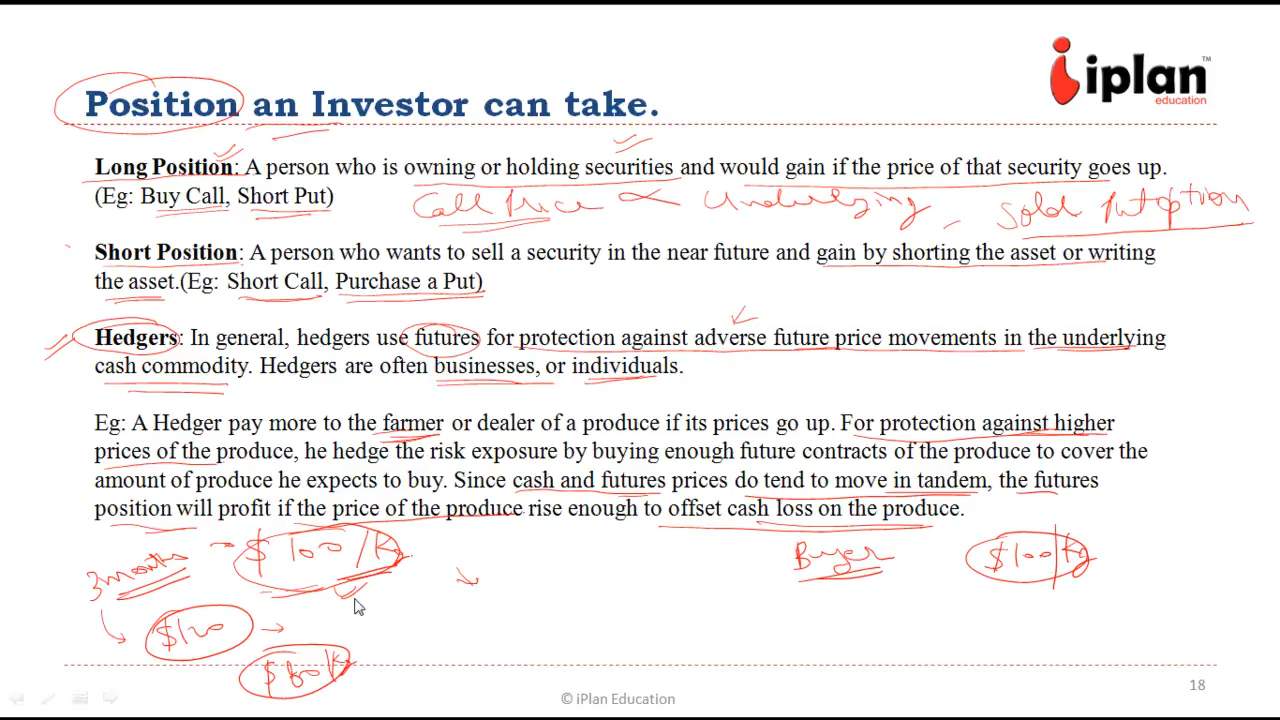 iplan™
education
Position an Investor can take.
Long Position: A person who is owning or holding securities and would gain if the price of that security goes up.
(Eg: Buy Call, Short Put)
Call Price ∝ Underlying, Sold Put option
Short Position: A person who wants to sell a security in the near future and gain by shorting the asset or writing
the asset.(Eg: Short Call, Purchase a Put)
Hedgers: In general, hedgers use futures for protection against adverse future price movements in the underlying
cash commodity. Hedgers are often businesses, or individuals.
Eg: A Hedger pay more to the farmer or dealer of a produce if its prices go up. For protection against higher
prices of the produce, he hedge the risk exposure by buying enough future contracts of the produce to cover the
amount of produce he expects to buy. Since cash and futures prices do tend to move in tandem, the futures
position will profit if the price of the produce rise enough to offset cash loss on the produce.
3 months → $100/Kg
Buyer
$100/Kg
$120 →
$80/Kg
18
© iPlan Education